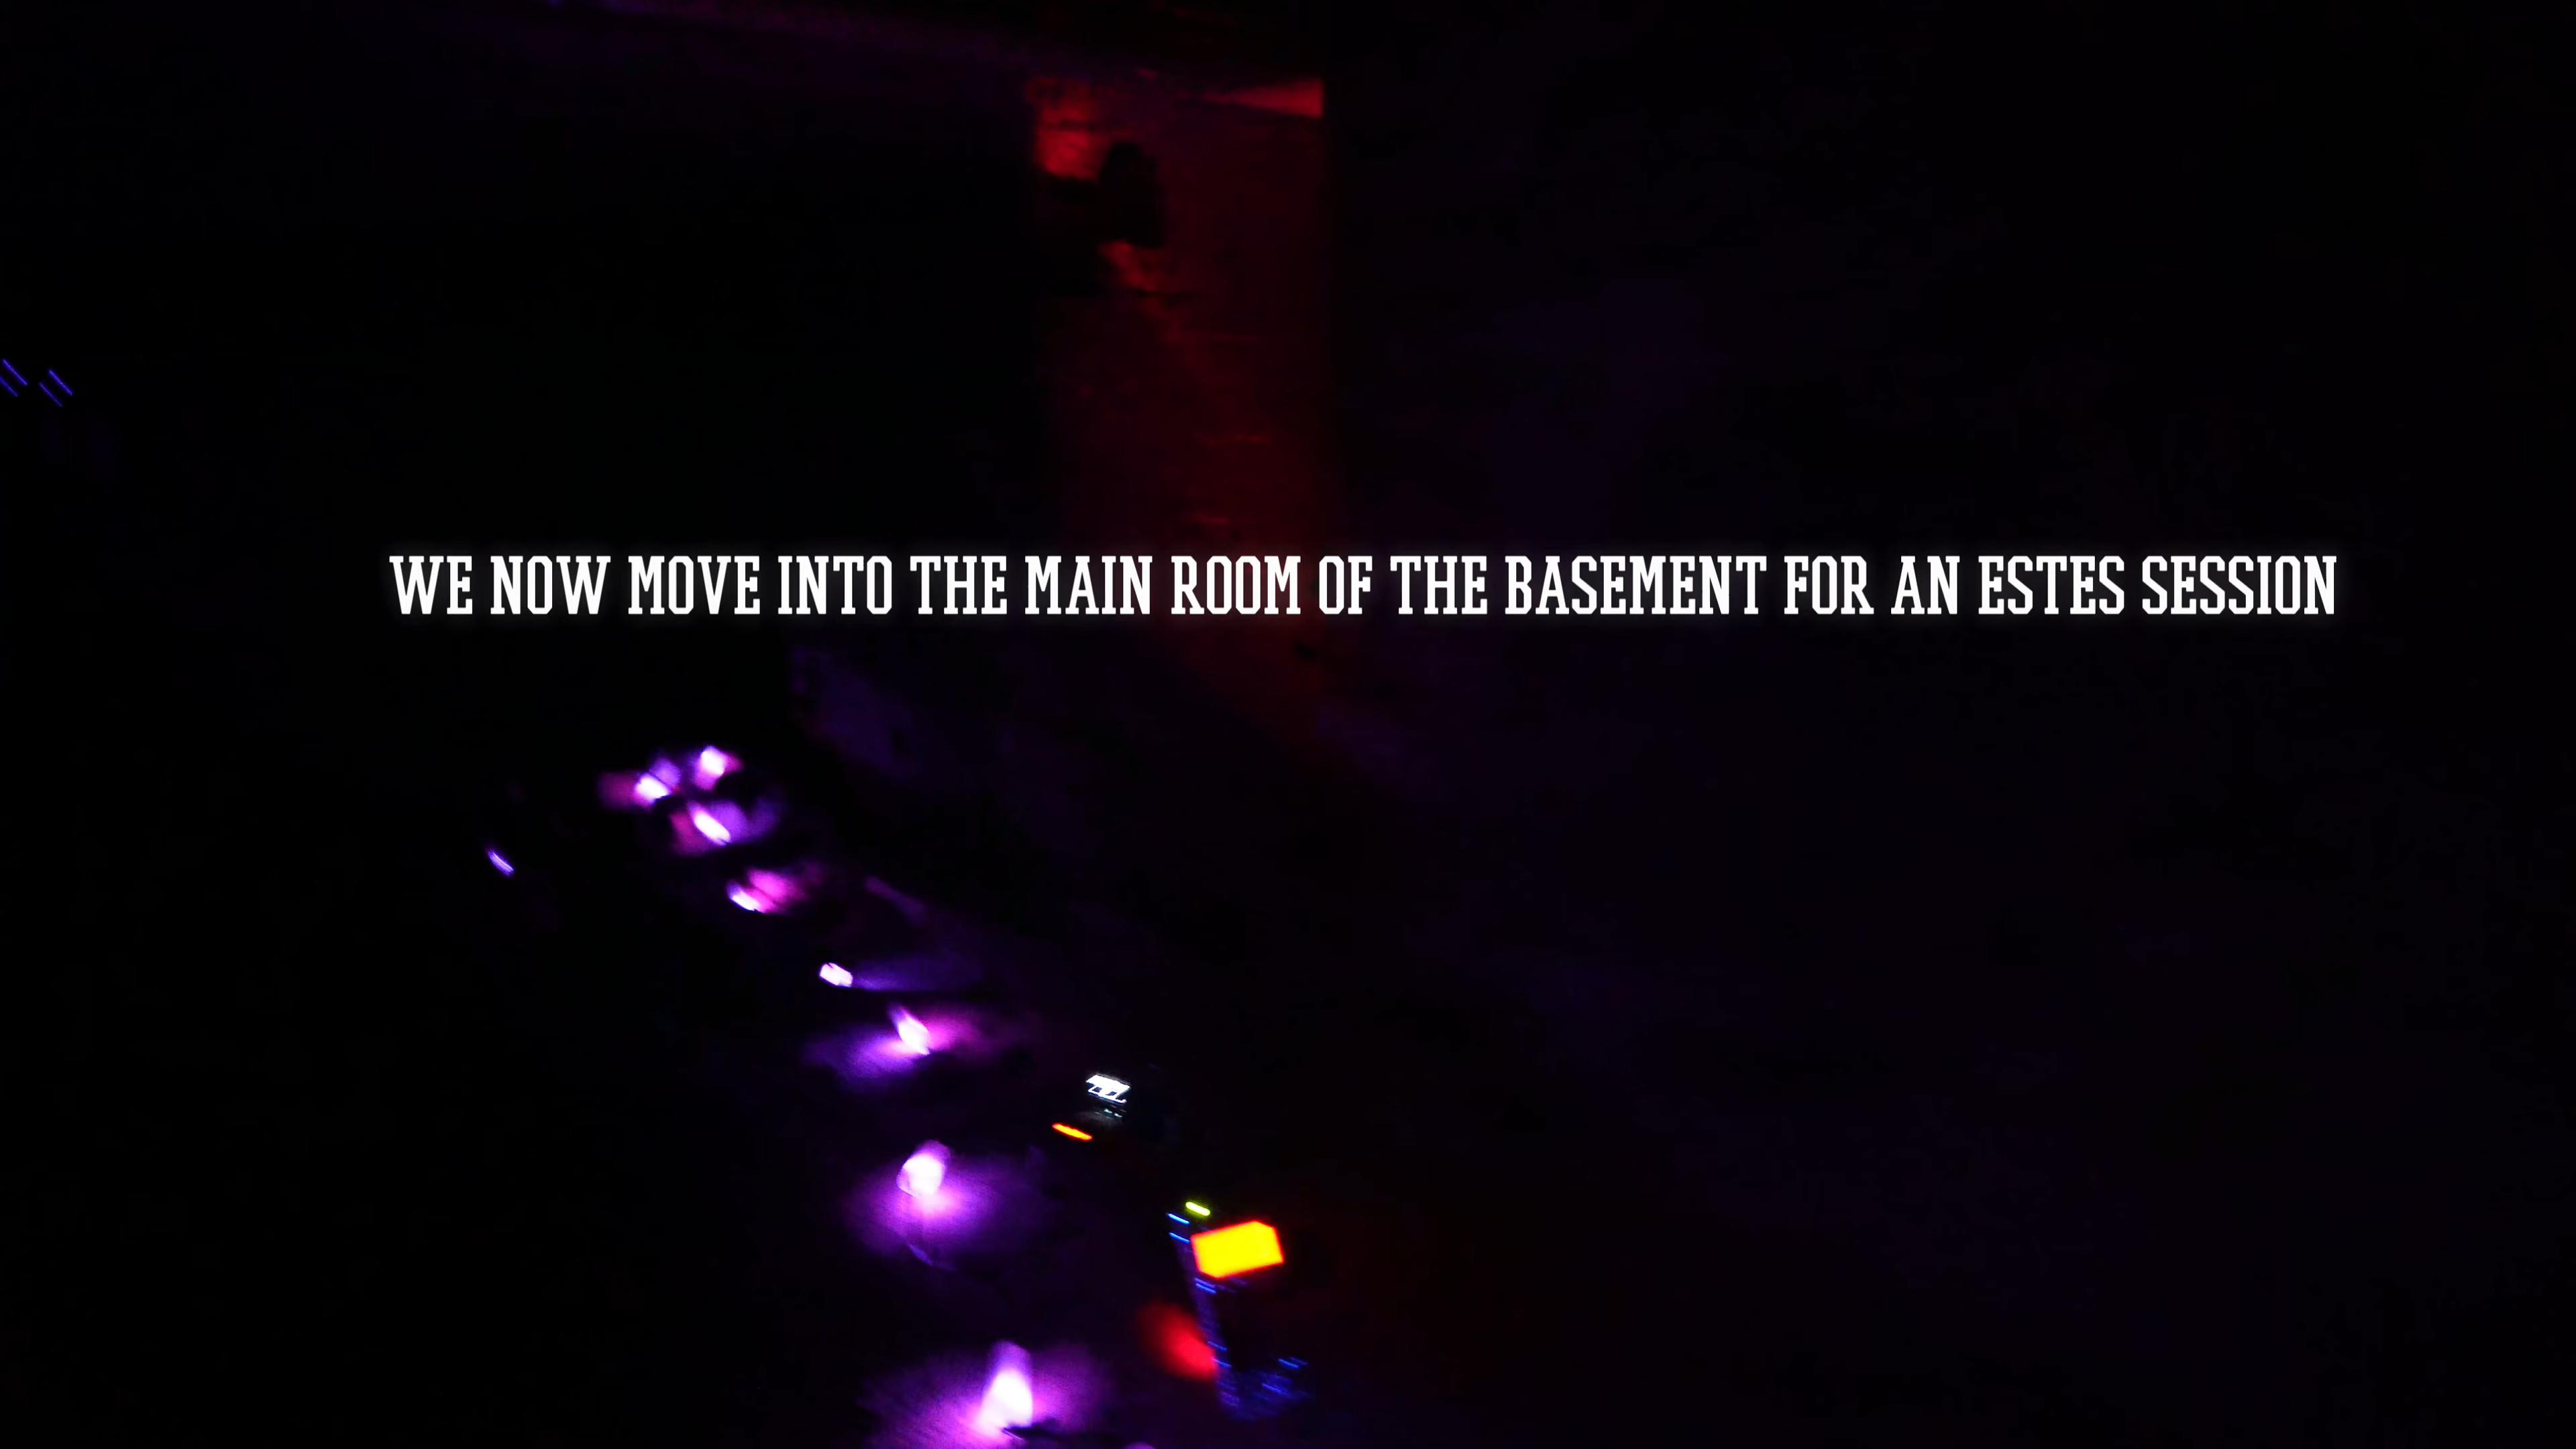 WE NOW MOVE INTO THE MAIN ROOM OF THE BASEMENT FOR AN ESTES SESSION